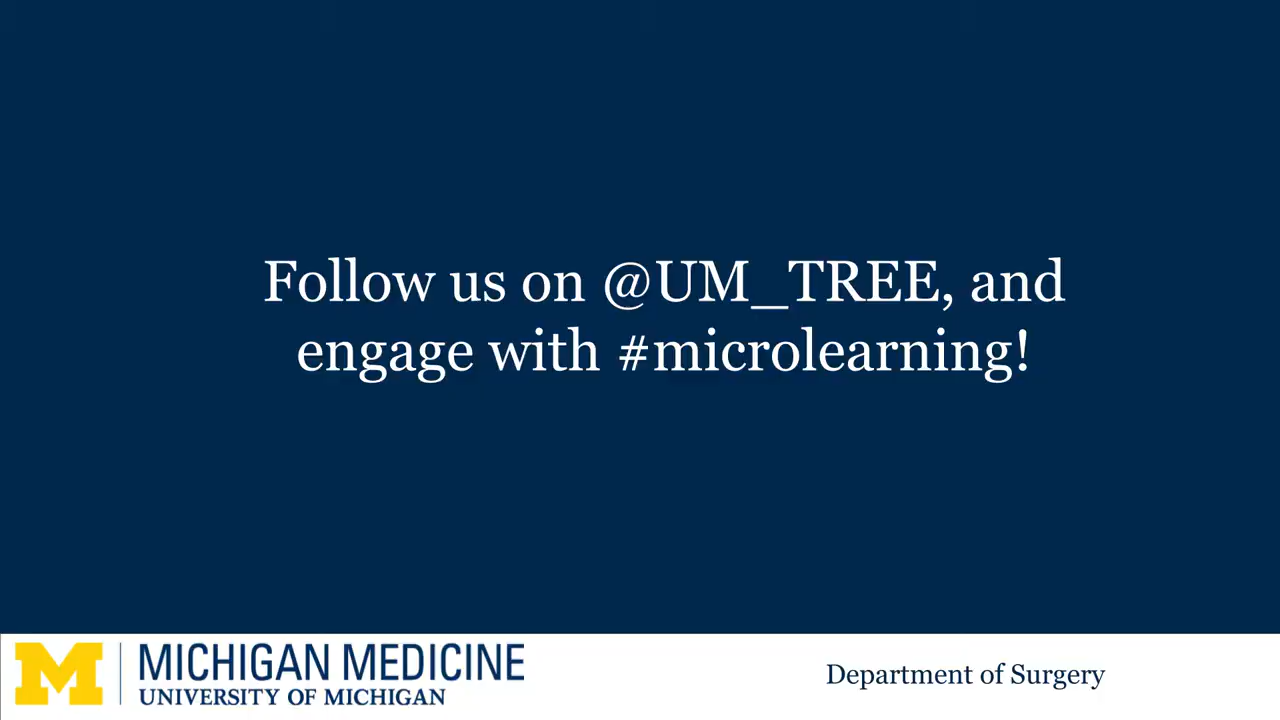 Follow us on @UM_TREE, and
engage with #microlearning!
M
MICHIGAN MEDICINE
UNIVERSITY OF MICHIGAN
Department of Surgery